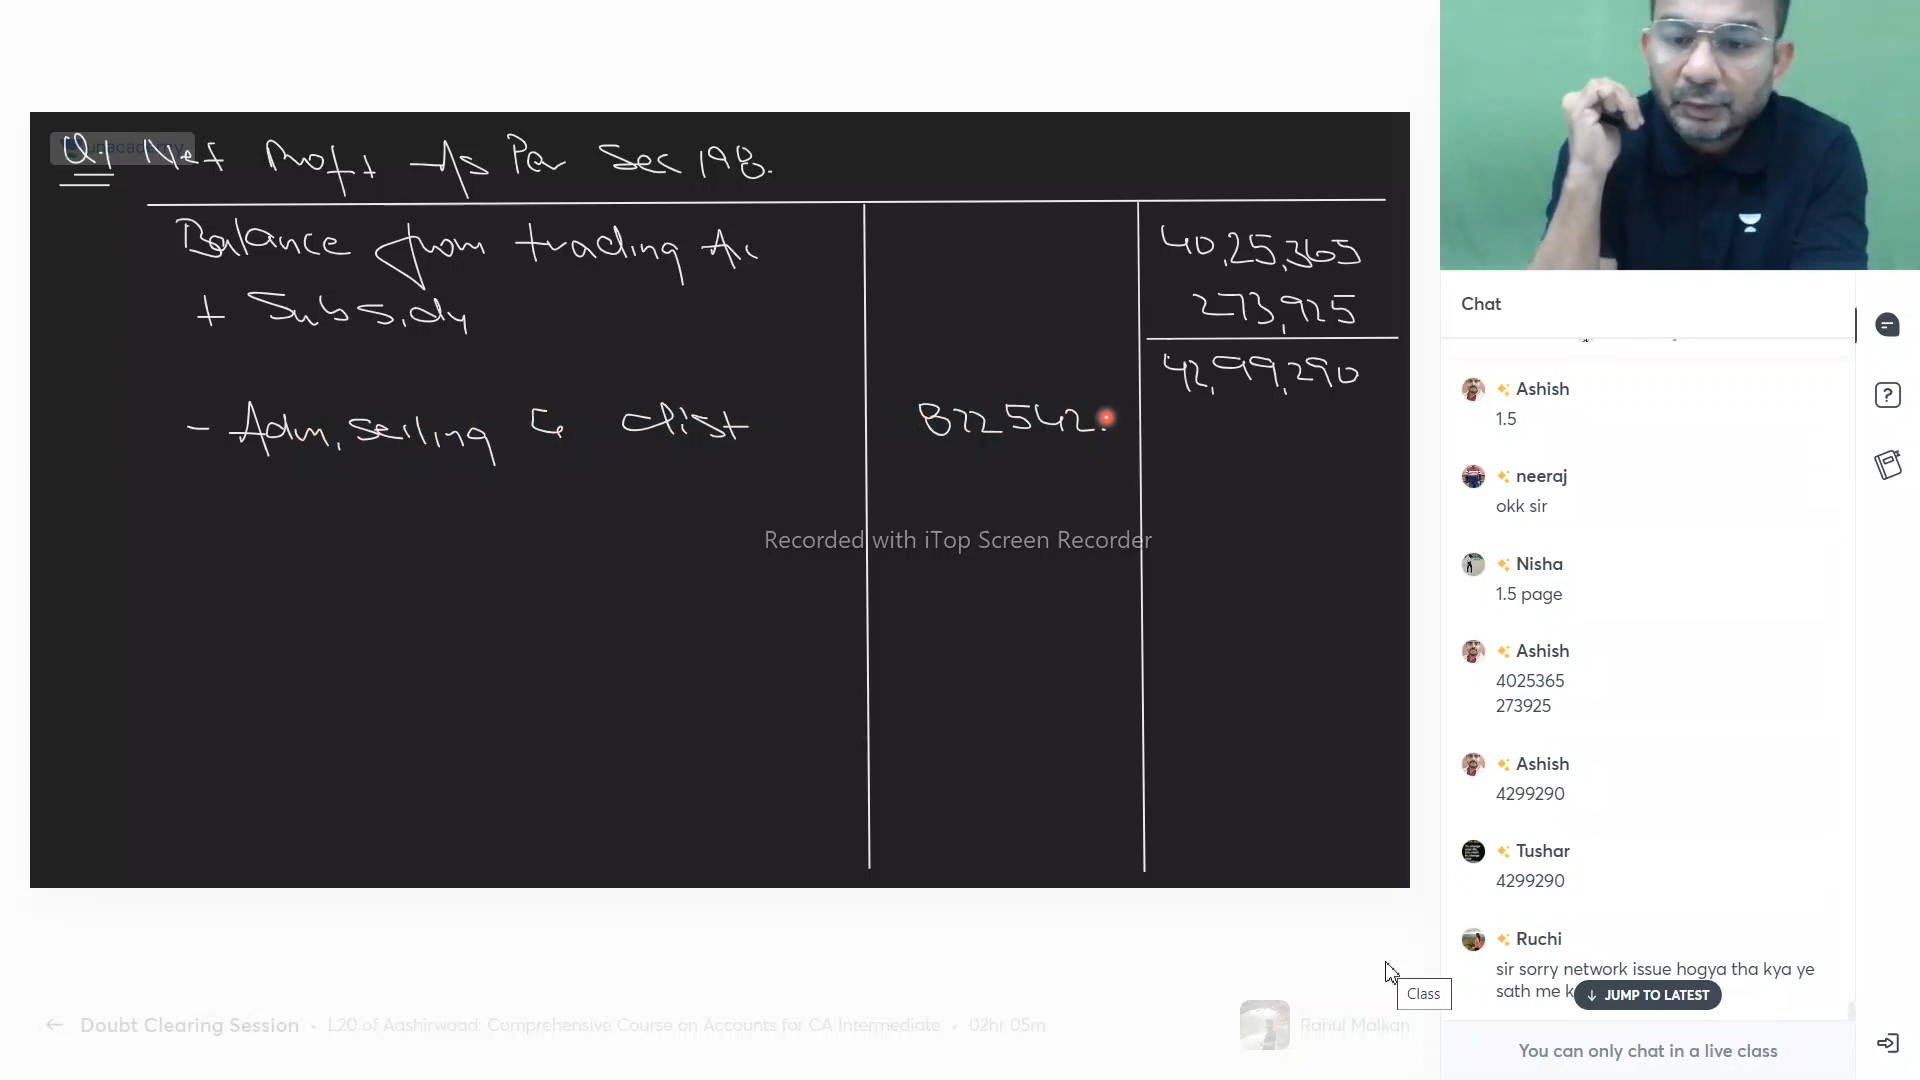 unacademy
Q.1 Net Profit As Per Sec 198.
Balance from trading A/c 40,25,365
+ Subsidy 273,925
42,99,290
- Adm, selling & dist 822542.
Recorded with iTop Screen Recorder
Chat
Ashish
1.5
neeraj
okk sir
Nisha
1.5 page
Ashish
4025365
273925
Ashish
4299290
Tushar
4299290
Ruchi
sir sorry network issue hogya tha kya ye
sath me k
↓ JUMP TO LATEST
You can only chat in a live class
Class
← Doubt Clearing Session • L20 of Aashirwaad: Comprehensive Course on Accounts for CA Intermediate • 02hr 05m
Rahul Malkan